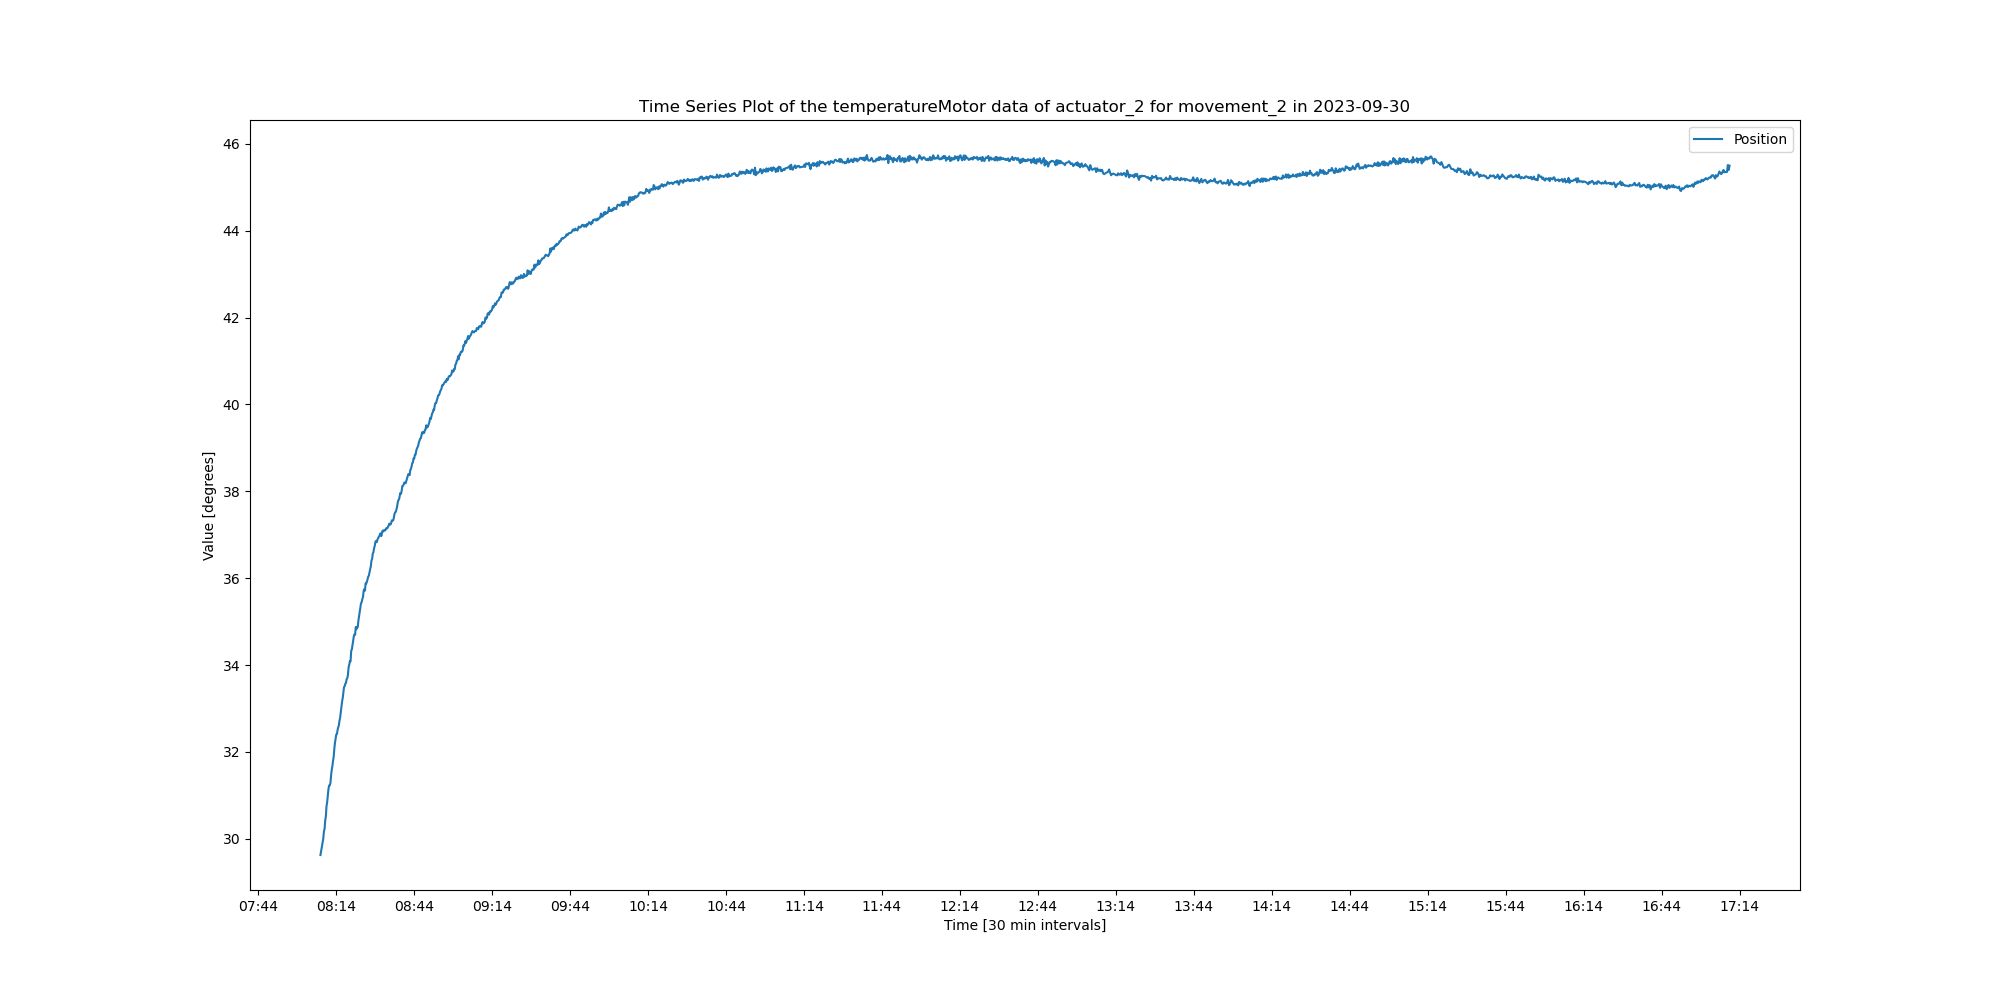 Time Series Plot of the temperatureMotor data of actuator_2 for movement_2 in 2023-09-30
Position
46
44
42
40
38
36
34
32
30
Value [degrees]
07:44 08:14 08:44 09:14 09:44 10:14 10:44 11:14 11:44 12:14 12:44 13:14 13:44 14:14 14:44 15:14 15:44 16:14 16:44 17:14
Time [30 min intervals]